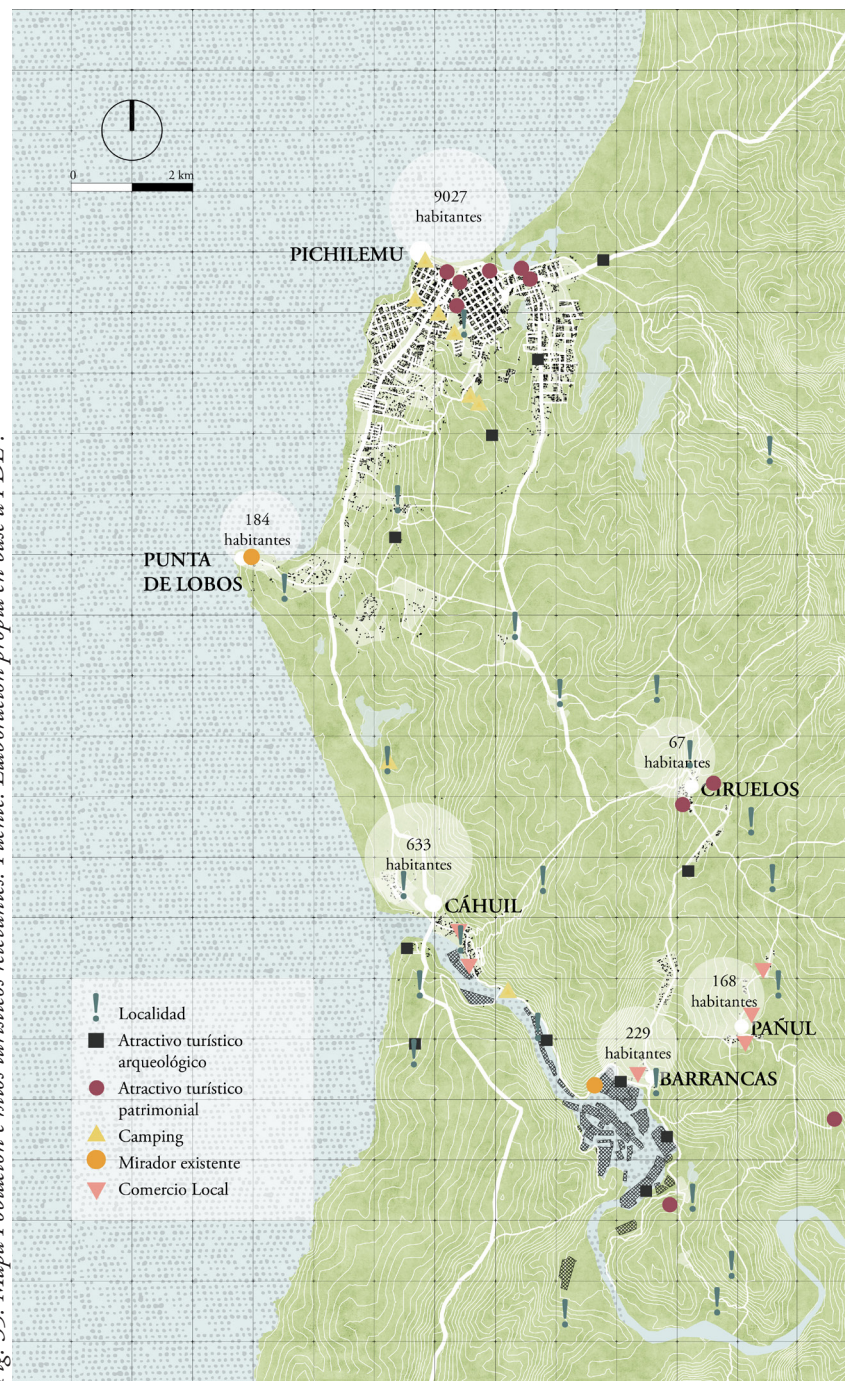 0 2 km
9027
habitantes
PICHILEMU
184
habitantes
PUNTA
DE LOBOS
67
habitantes
CIRUELOS
633
habitantes
CÁHUIL
168
habitantes
PAÑUL
229
habitantes
BARRANCAS
Localidad
Atractivo turístico
arqueológico
Atractivo turístico
patrimonial
Camping
Mirador existente
Comercio Local